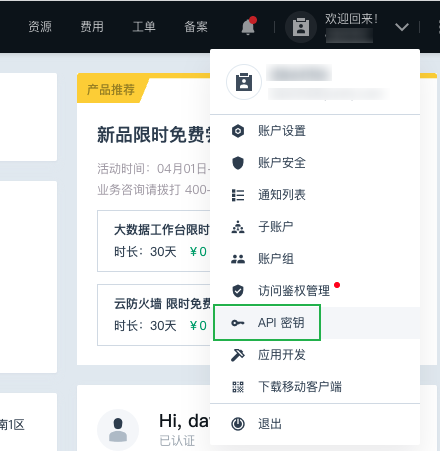 资源 费用 工单 备案 欢迎回来！
产品推荐
新品限时免费
活动时间：04月01日-
业务咨询请拨打 400-
大数据工作台限时
时长：30天 ¥0
云防火墙 限时免费
时长：30天 ¥0
账户设置
账户安全
通知列表
子账户
账户组
访问鉴权管理
API 密钥
应用开发
下载移动客户端
退出
南1区
Hi, da
已认证